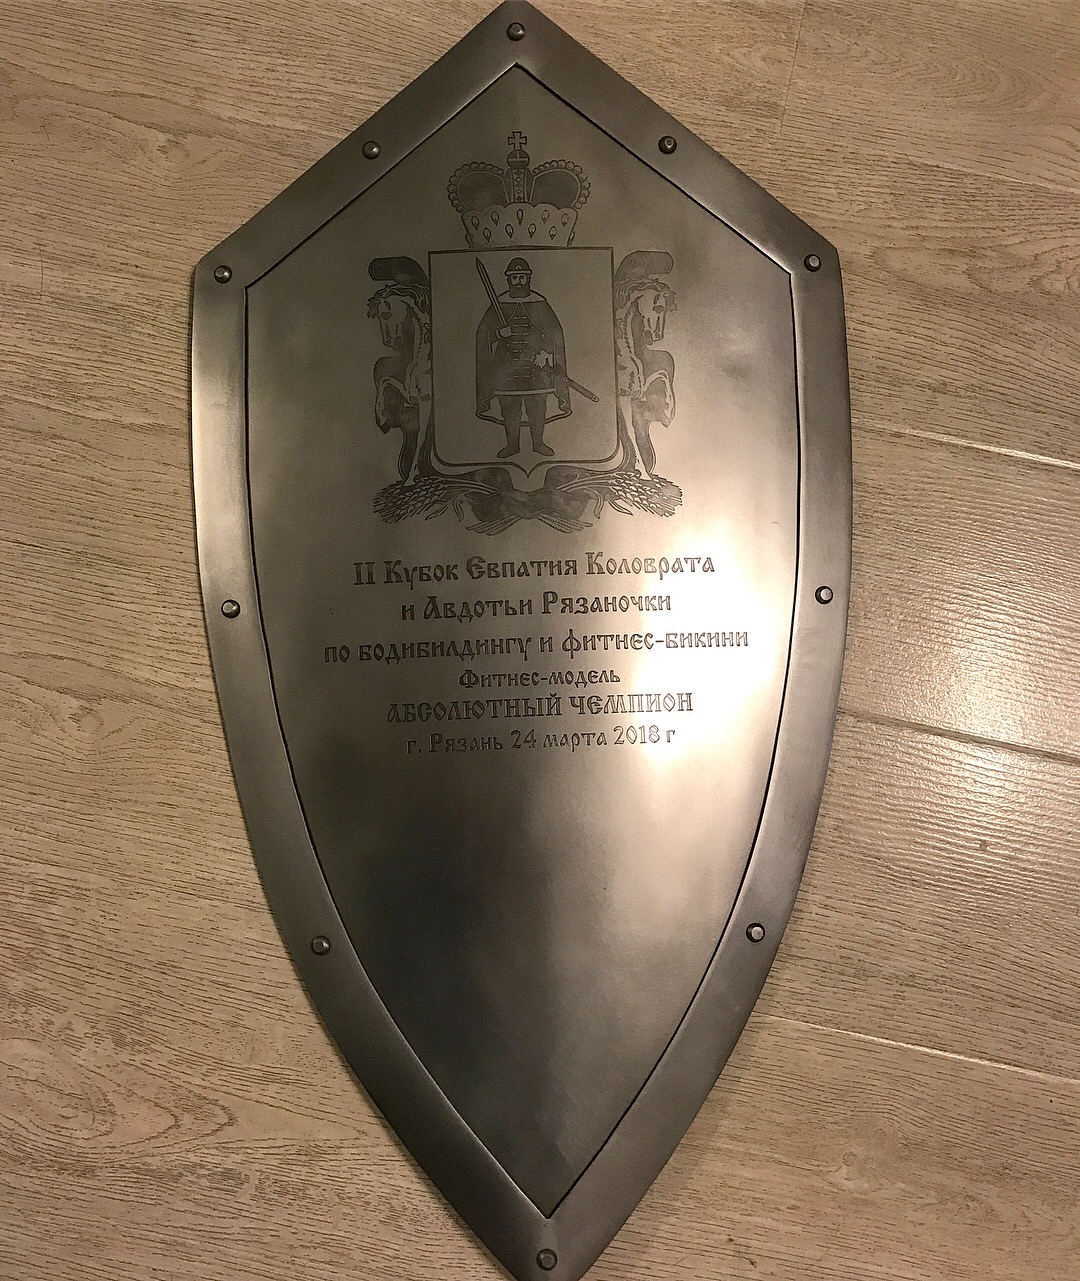 II Кубок Евпатия Коловрата
и Авдотьи Рязаночки
по бодибилдингу и фитнес-бикини
Фитнес-модель
АБСОЛЮТНЫЙ ЧЕМПИОН
г. Рязань 24 марта 2018 г